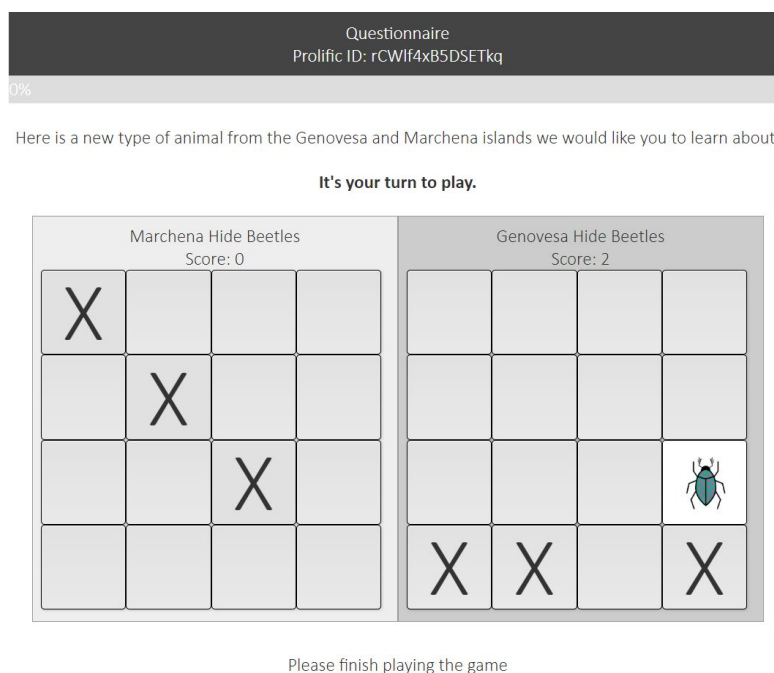 Questionnaire
Prolific ID: rCWlf4xB5DSETkq
0%
Here is a new type of animal from the Genovesa and Marchena islands we would like you to learn about
It's your turn to play.
Marchena Hide Beetles
Score: 0
Genovesa Hide Beetles
Score: 2
X
X
X
X X X
Please finish playing the game